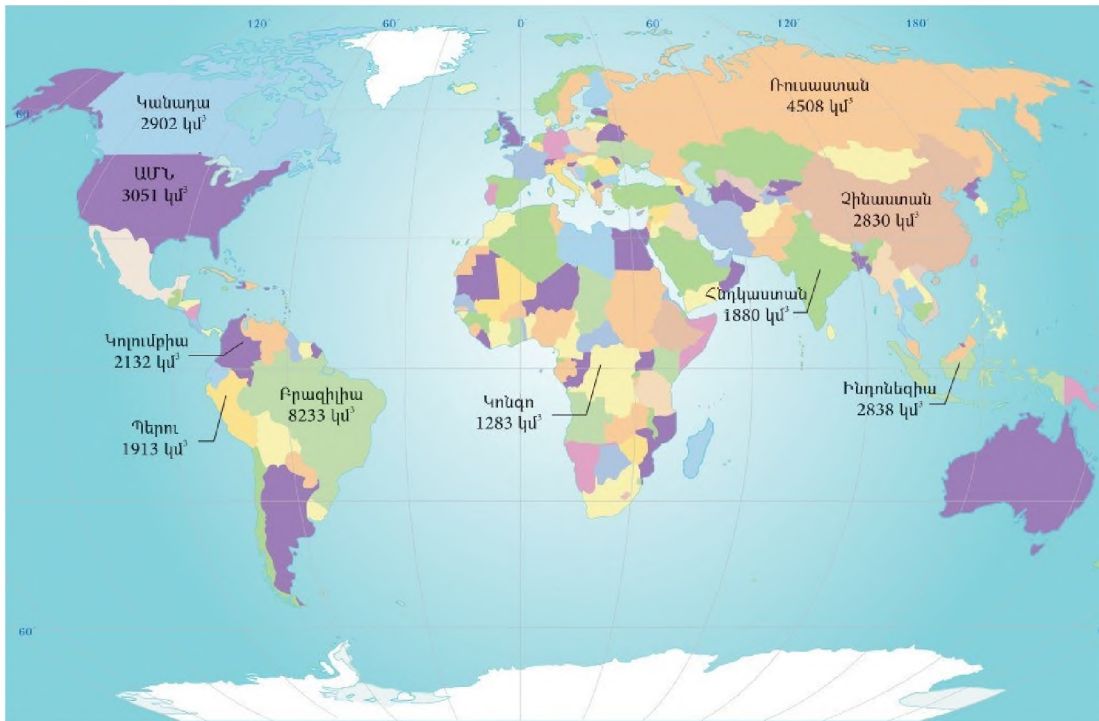 120° 60° 0 60° 120° 180°
60°
Կանադա
2902 կմ³
Ռուսաստան
4508 կմ³
ԱՄՆ
3051 կմ³
Չինաստան
2830 կմ³
Հնդկաստան
1880 կմ³
Կոլումբիա
2132 կմ³
Բրազիլիա
8233 կմ³
Կոնգո
1283 կմ³
Ինդոնեզիա
2838 կմ³
Պերու
1913 կմ³
60°